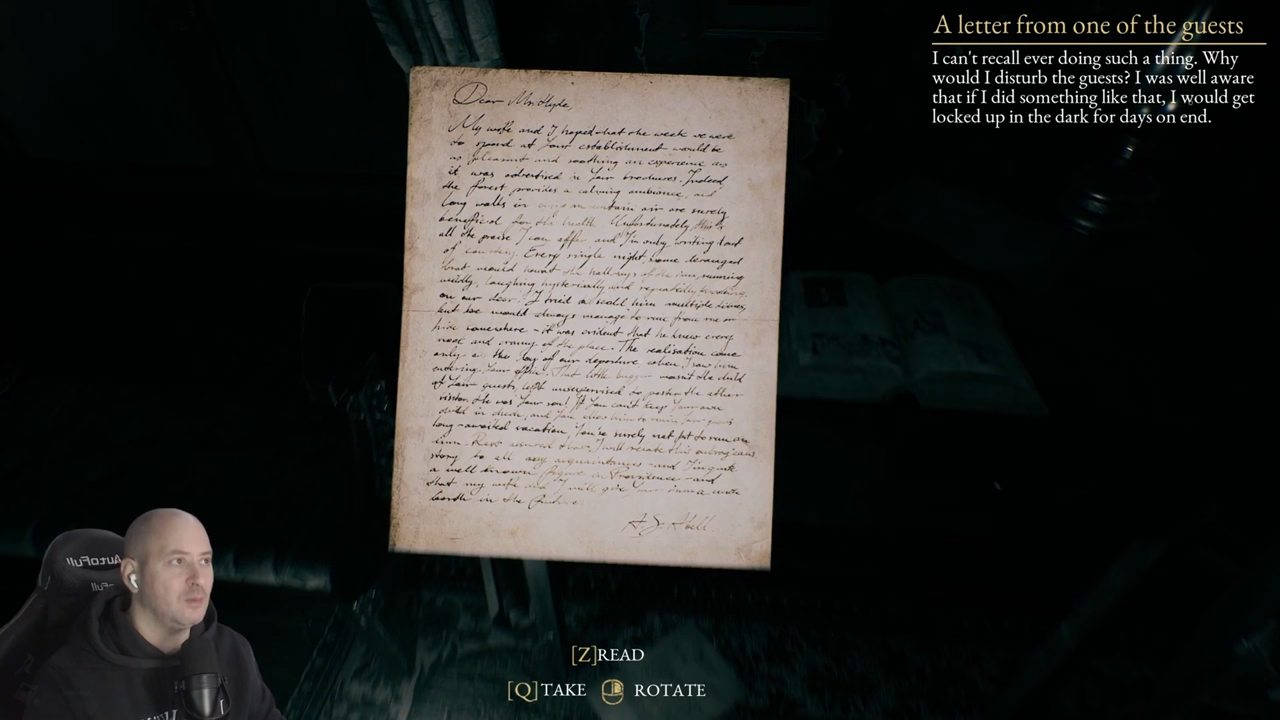 A letter from one of the guests
I can't recall ever doing such a thing. Why
would I disturb the guests? I was well aware
that if I did something like that, I would get
locked up in the dark for days on end.
Dear Mr. Hyde,
My wife and I hoped that the week we were
to spend at your establishment would be
as pleasant and soothing an experience as
it was advertised in your brochures. Indeed
the forest provides a calming ambience, and
long walks in mountain air are surely
beneficial for the health. Unfortunately, this is
all the praise I can offer and I'm only writing it out
of courtesy. Every single night some deranged
brat would haunt the hallways of the inn, running
wildly, laughing hysterically and repeatedly knocking
on our door. I tried to scold him multiple times,
but he would always manage to run from me or
hide somewhere - it was evident that he knew every
nook and cranny of the place. The realisation came
only on the day of our departure, when I saw him
entering your office. That little bugger wasn't the child
of your guests left unsupervised to pester the other
visitors. He was your son! If you can't keep your own
child in check, and you allow him to ruin your guests
long-awaited vacation, you're surely not fit to run an
inn. Rest assured that I will relate this outrageous
story to all my acquaintances - and I'm quite
a well known figure in Providence - and
that my wife and I will give your inn a wide
berth in the future.
A.S. Abell
AutoFull
[Z]READ
[Q]TAKE ROTATE